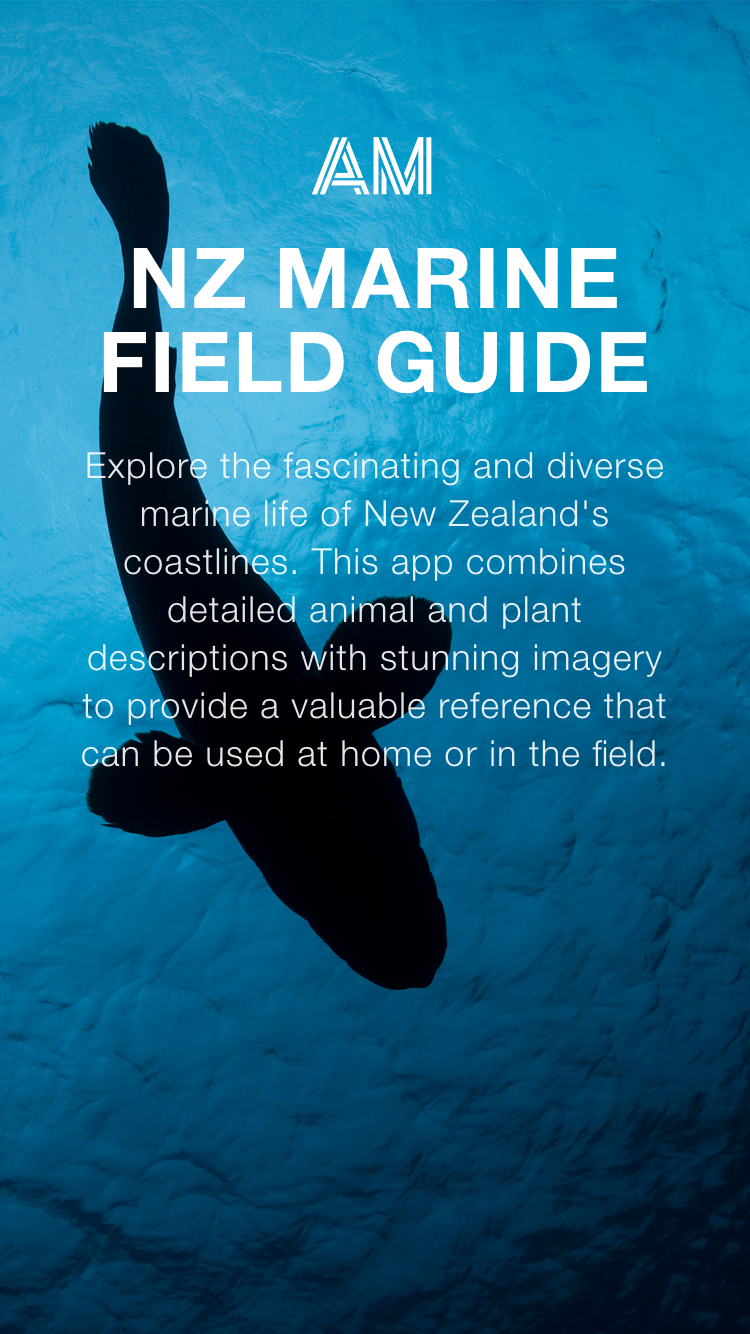 AM
NZ MARINE
FIELD GUIDE
Explore the fascinating and diverse
marine life of New Zealand's
coastlines. This app combines
detailed animal and plant
descriptions with stunning imagery
to provide a valuable reference that
can be used at home or in the field.